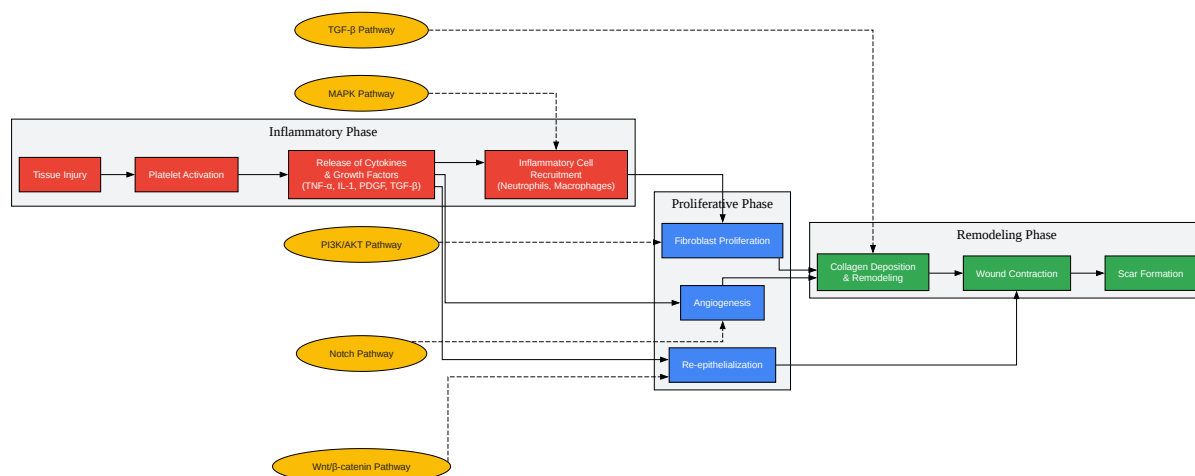 TGF-β Pathway
MAPK Pathway
Inflammatory Phase
Tissue Injury
Platelet Activation
Release of Cytokines
& Growth Factors
(TNF-α, IL-1, PDGF, TGF-β)
Inflammatory Cell
Recruitment
(Neutrophils, Macrophages)
Proliferative Phase
PI3K/AKT Pathway
Fibroblast Proliferation
Remodeling Phase
Collagen Deposition
& Remodeling
Wound Contraction
Scar Formation
Angiogenesis
Notch Pathway
Re-epithelialization
Wnt/β-catenin Pathway